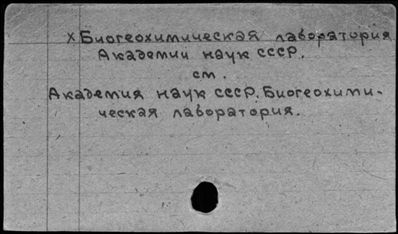 х Биогеохимическая лаборатория
Академии наук СССР.
см.
Академия наук СССР. Биогеохими-
ческая лаборатория.